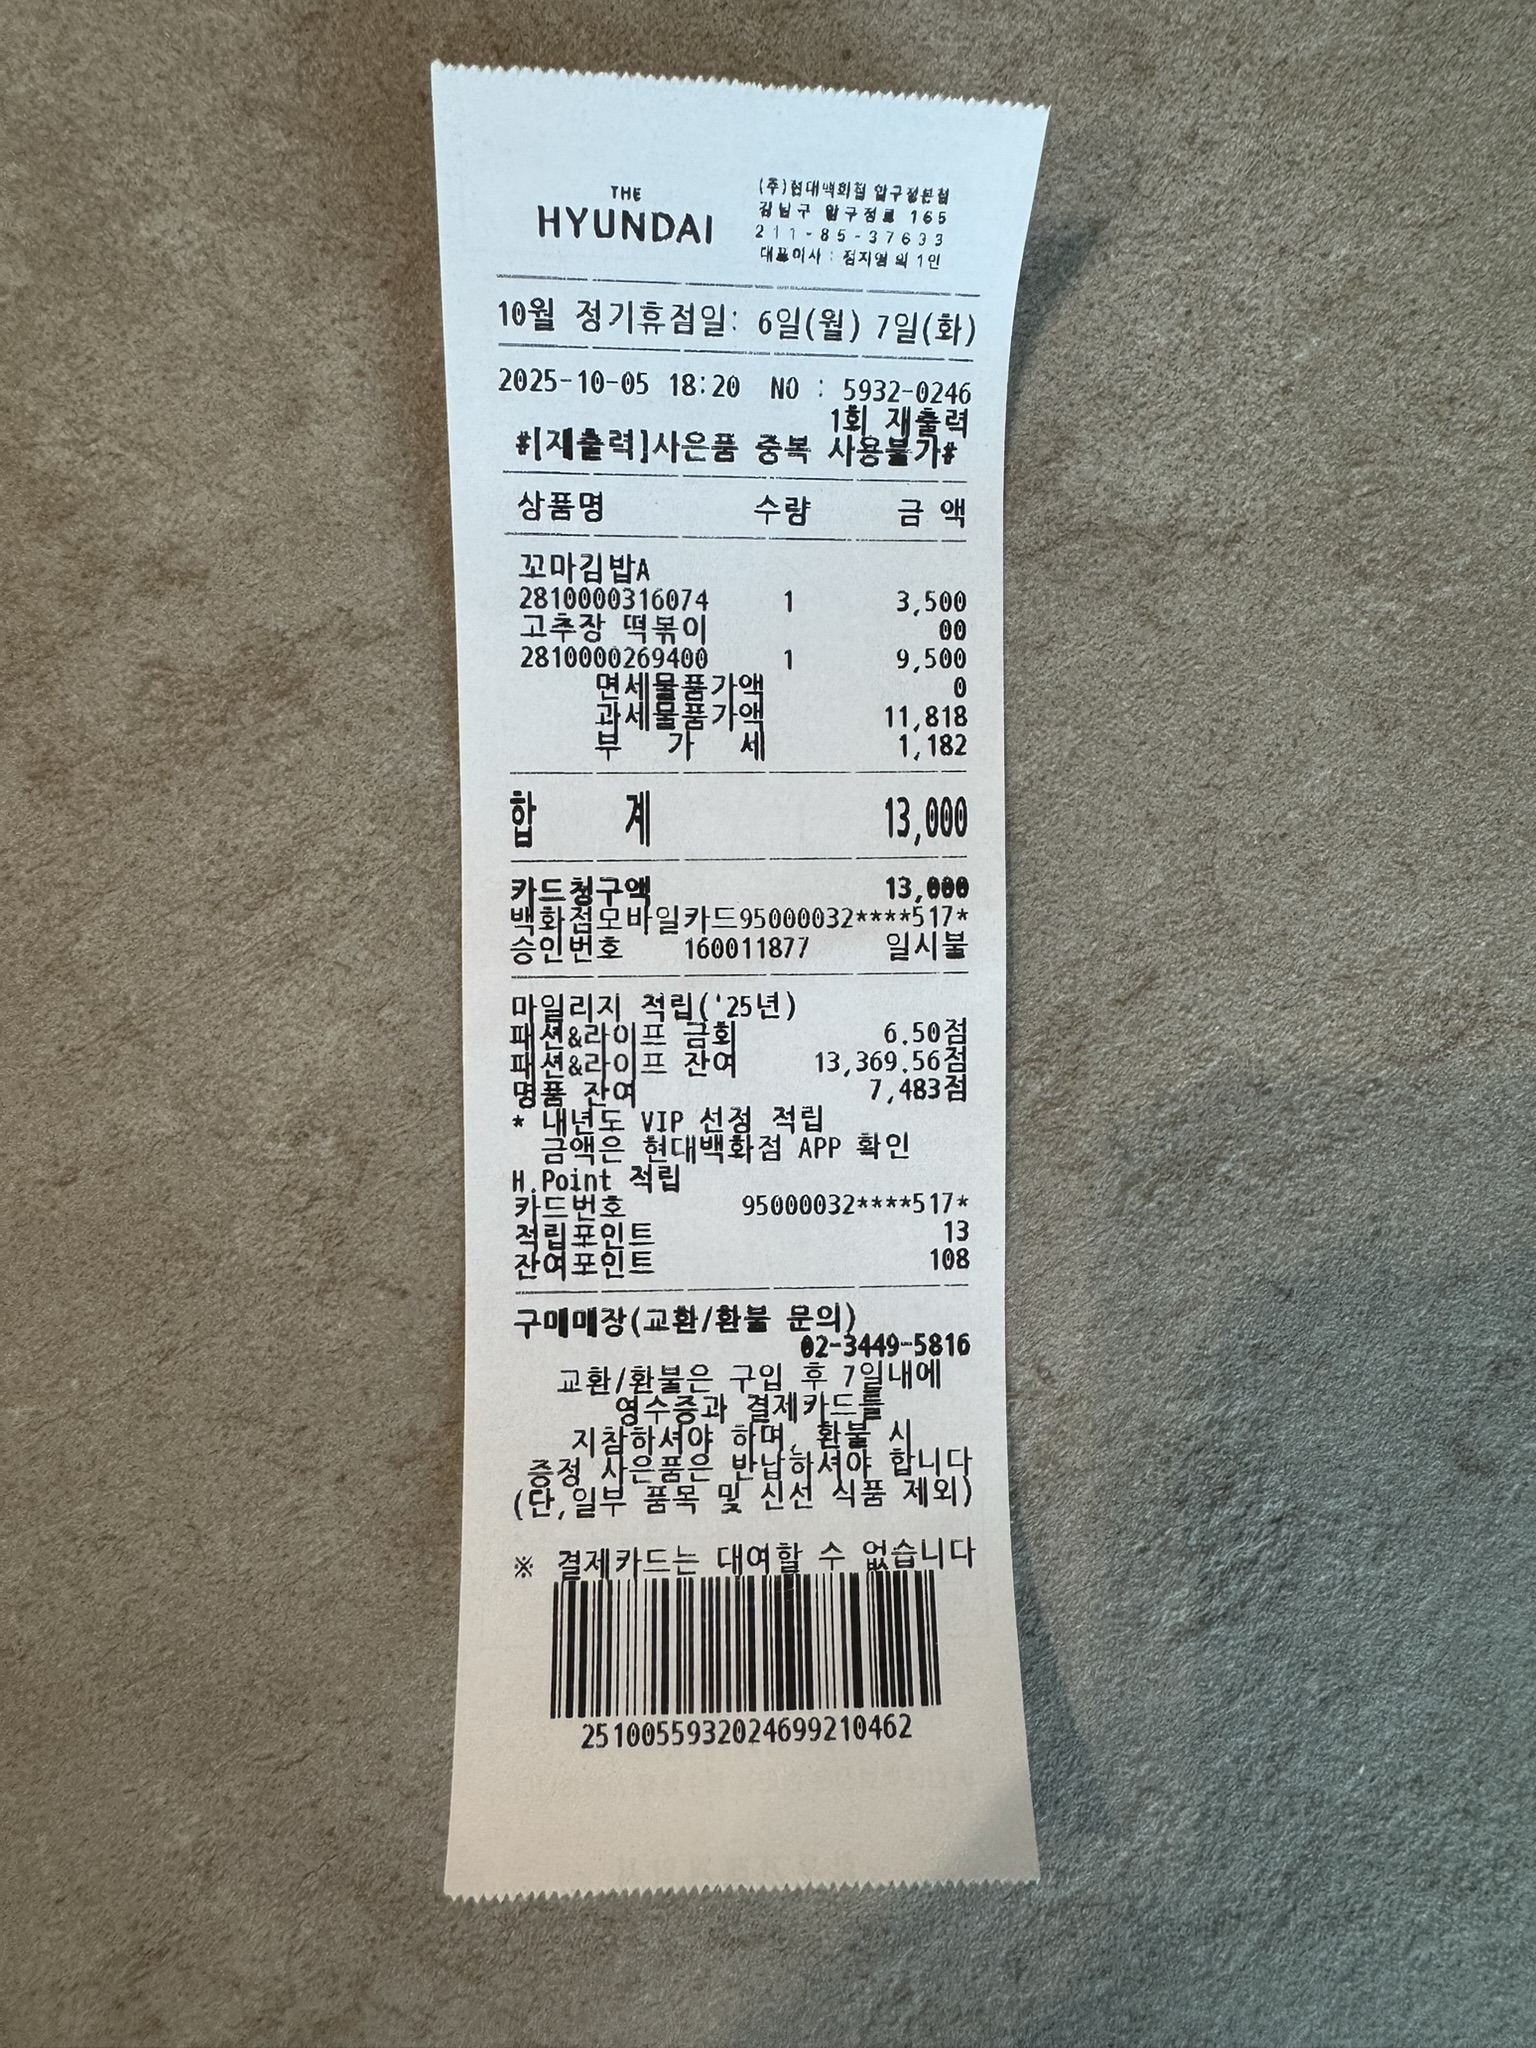 THE
HYUNDAI
(주)현대백화점 압구정본점
강남구 압구정로 165
211-85-37633
대표이사 : 정지영 외 1인
10월 정기휴점일: 6일(월) 7일(화)
2025-10-05 18:20 NO : 5932-0246
1회 재출력
#[재출력]사은품 중복 사용불가#
상품명 수량 금 액
꼬마김밥A
2810000316074 1 3,500
고추장 떡볶이 00
2810000269400 1 9,500
면세물품가액 0
과세물품가액 11,818
부 가 세 1,182
합 계 13,000
카드청구액 13,000
백화점모바일카드95000032****517*
승인번호 160011877 일시불
마일리지 적립('25년)
패션&라이프 금회 6.50점
패션&라이프 잔여 13,369.56점
명품 잔여 7,483점
* 내년도 VIP 선정 적립
금액은 현대백화점 APP 확인
H.Point 적립
카드번호 95000032****517*
적립포인트 13
잔여포인트 108
구매매장(교환/환불 문의)
02-3449-5816
교환/환불은 구입 후 7일내에
영수증과 결제카드를
지참하셔야 하며, 환불 시
증정 사은품은 반납하셔야 합니다
(단,일부 품목 및 신선 식품 제외)
※ 결제카드는 대여할 수 없습니다
2510055932024699210462